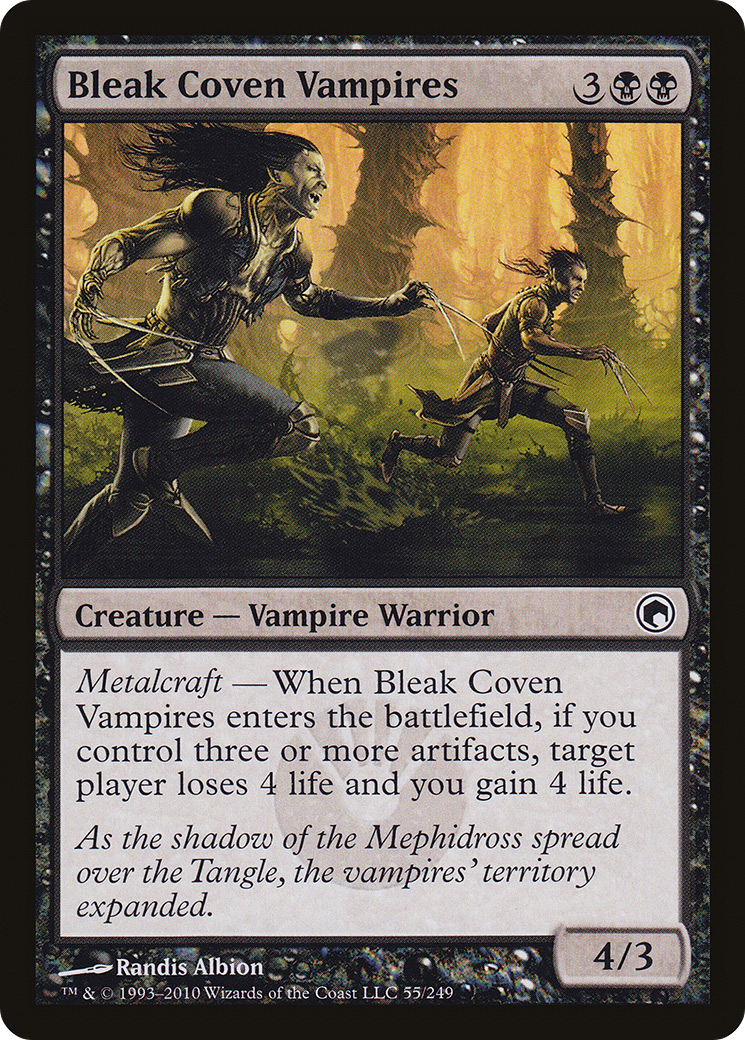 Bleak Coven Vampires 3
Creature — Vampire Warrior
Metalcraft — When Bleak Coven
Vampires enters the battlefield, if you
control three or more artifacts, target
player loses 4 life and you gain 4 life.
As the shadow of the Mephidross spread
over the Tangle, the vampires' territory
expanded.
4/3
Randis Albion
™ & © 1993–2010 Wizards of the Coast LLC 55/249